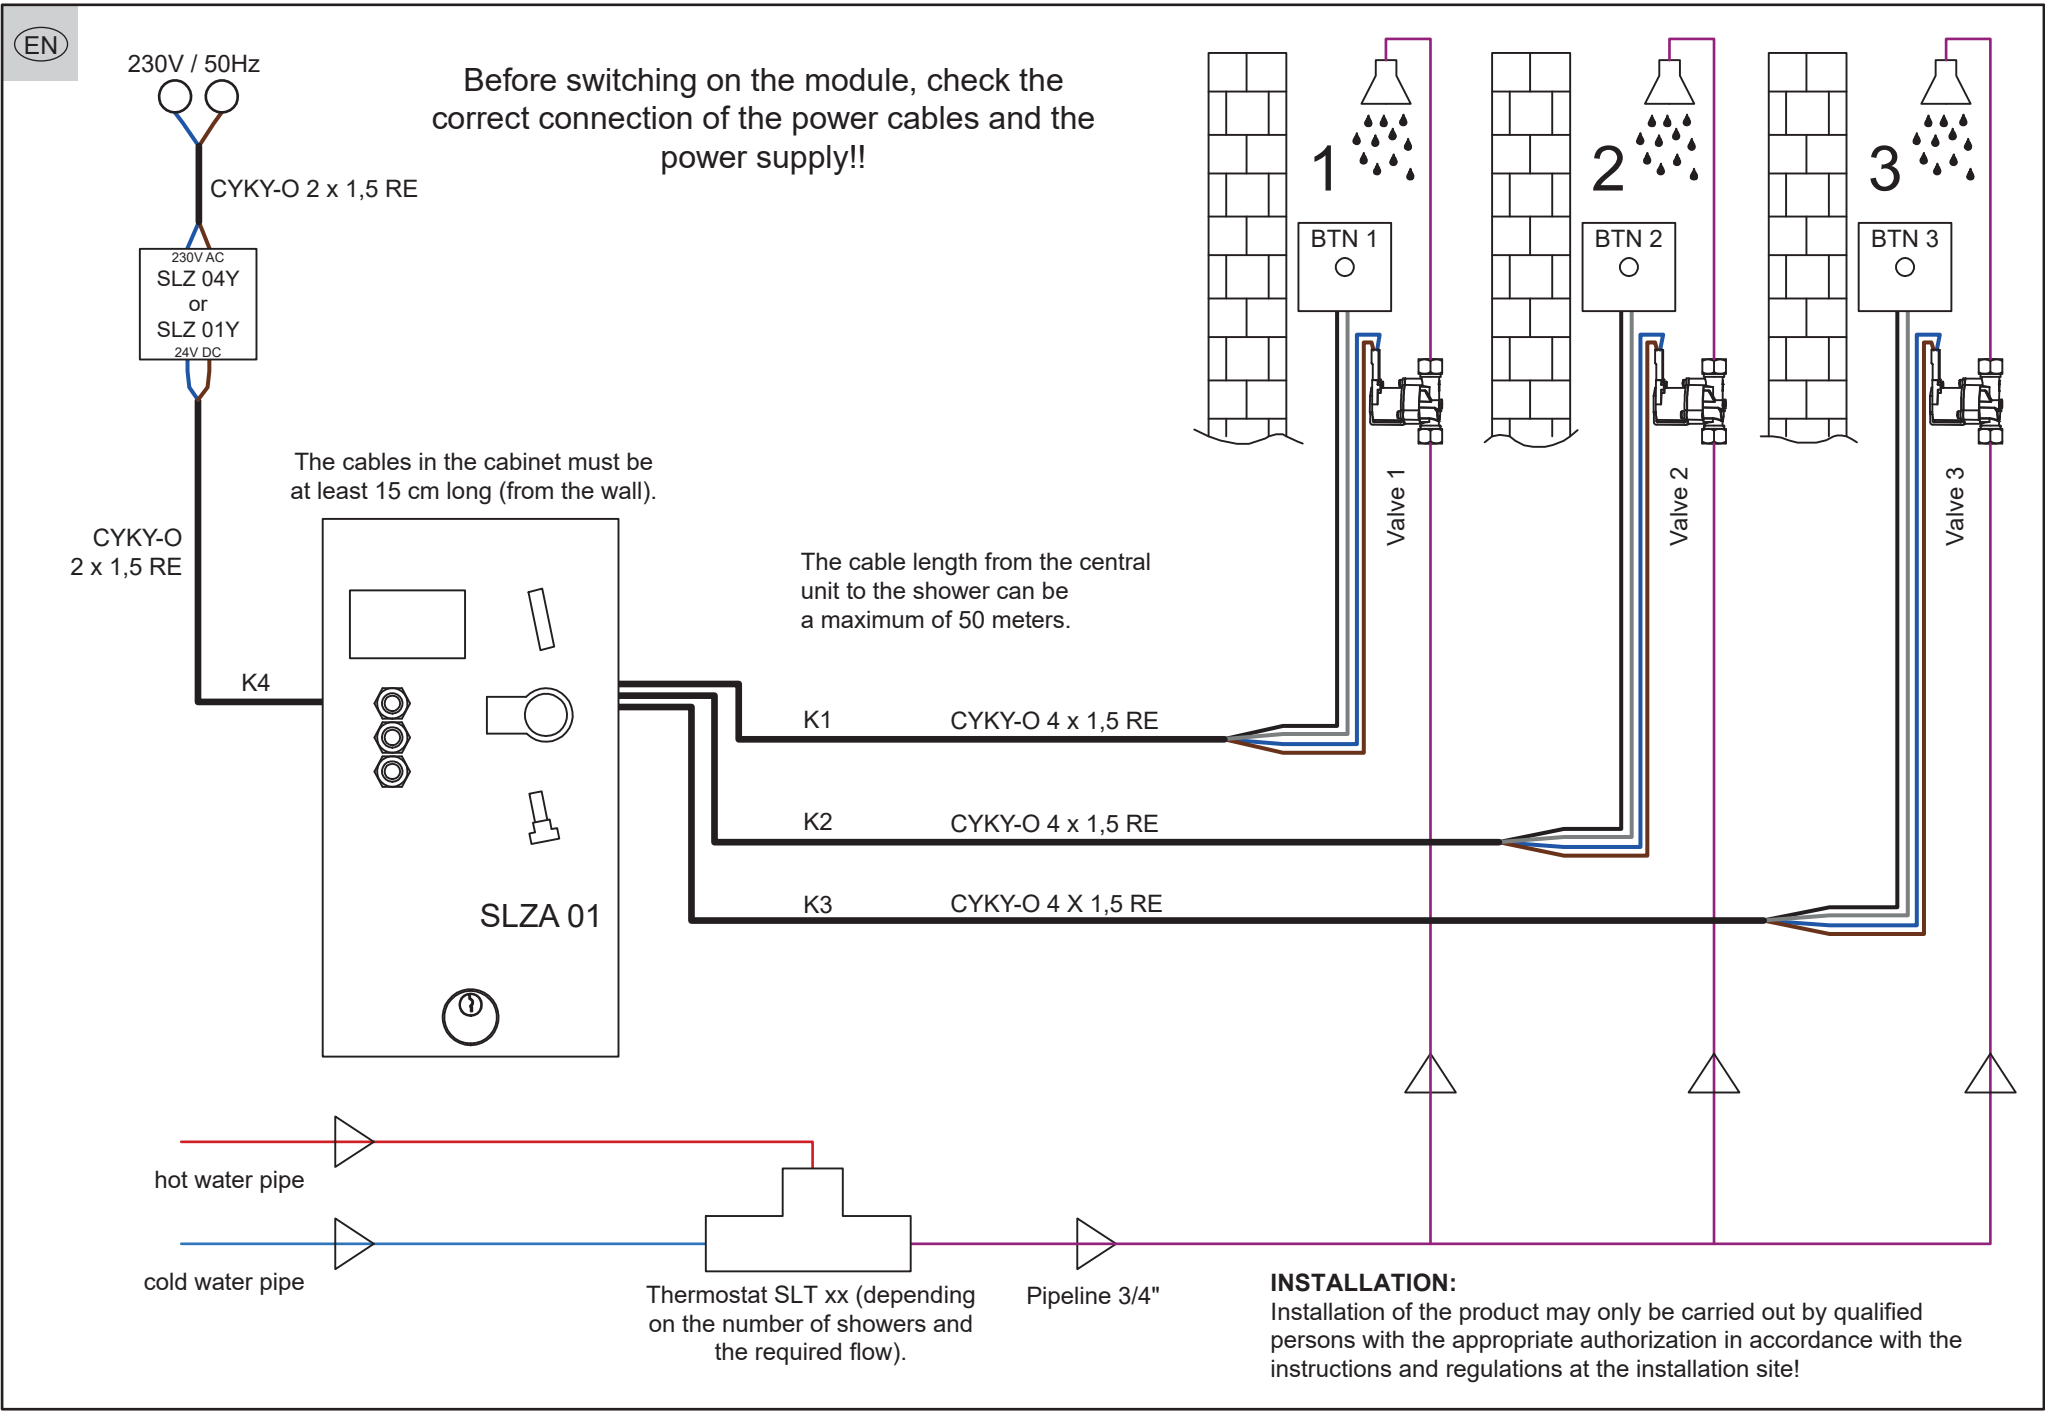 EN
230V / 50Hz
Before switching on the module, check the
correct connection of the power cables and the
power supply!!
CYKY-O 2 x 1,5 RE
230V AC
SLZ 04Y
or
SLZ 01Y
24V DC
1
2
3
BTN 1
BTN 2
BTN 3
The cables in the cabinet must be
at least 15 cm long (from the wall).
CYKY-O
2 x 1,5 RE
Valve 1
Valve 2
Valve 3
The cable length from the central
unit to the shower can be
a maximum of 50 meters.
K4
K1
CYKY-O 4 x 1,5 RE
K2
CYKY-O 4 x 1,5 RE
K3
CYKY-O 4 X 1,5 RE
SLZA 01
hot water pipe
cold water pipe
Thermostat SLT xx (depending
on the number of showers and
the required flow).
Pipeline 3/4"
INSTALLATION:
Installation of the product may only be carried out by qualified
persons with the appropriate authorization in accordance with the
instructions and regulations at the installation site!